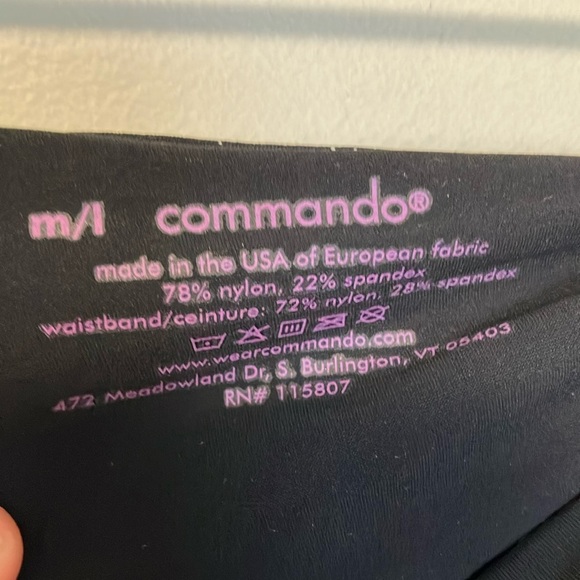 m/l commando®
made in the USA of European fabric
78% nylon, 22% spandex
waistband/ceinture: 72% nylon, 28% spandex
www.wearcommando.com
472 Meadowland Dr, S. Burlington, VT 05403
RN# 115807